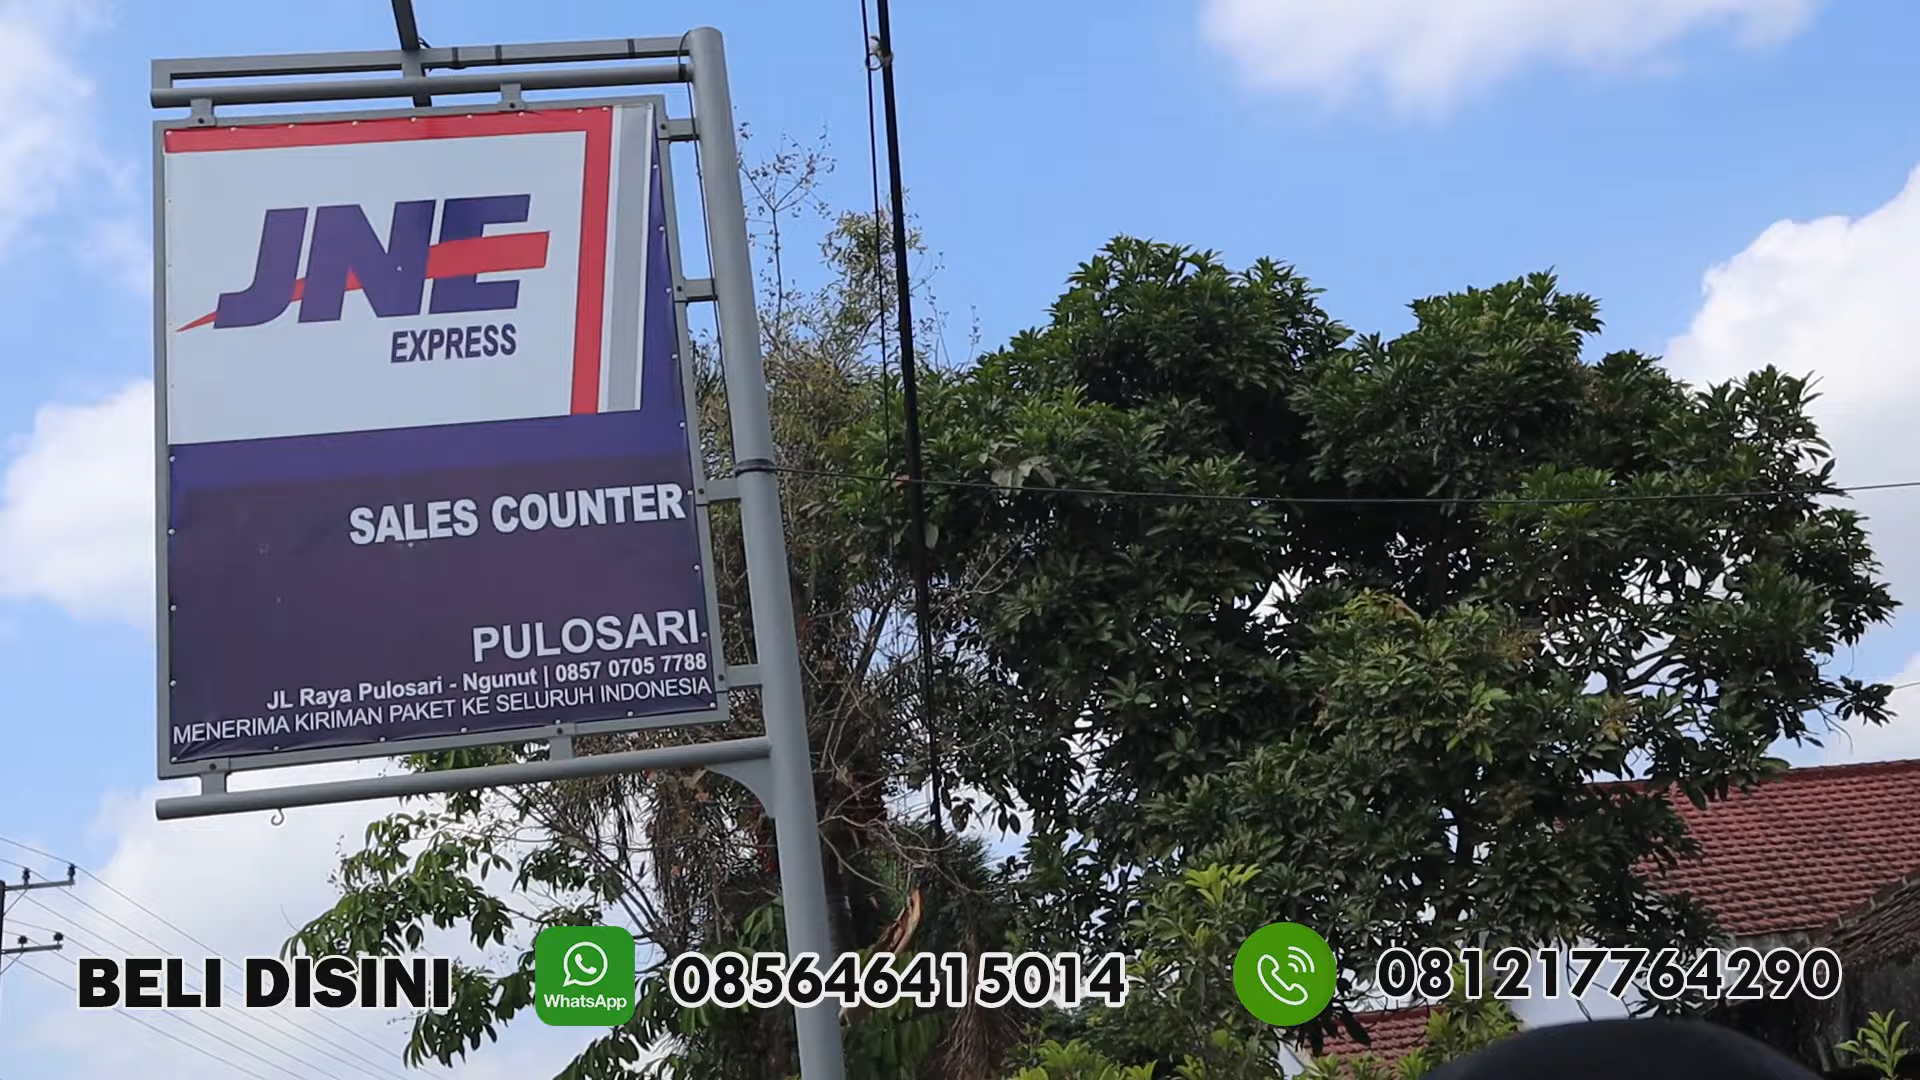 JNE
EXPRESS
SALES COUNTER
PULOSARI
JL Raya Pulosari - Ngunut | 0857 0705 7788
MENERIMA KIRIMAN PAKET KE SELURUH INDONESIA
BELI DISINI
WhatsApp
085646415014
081217764290